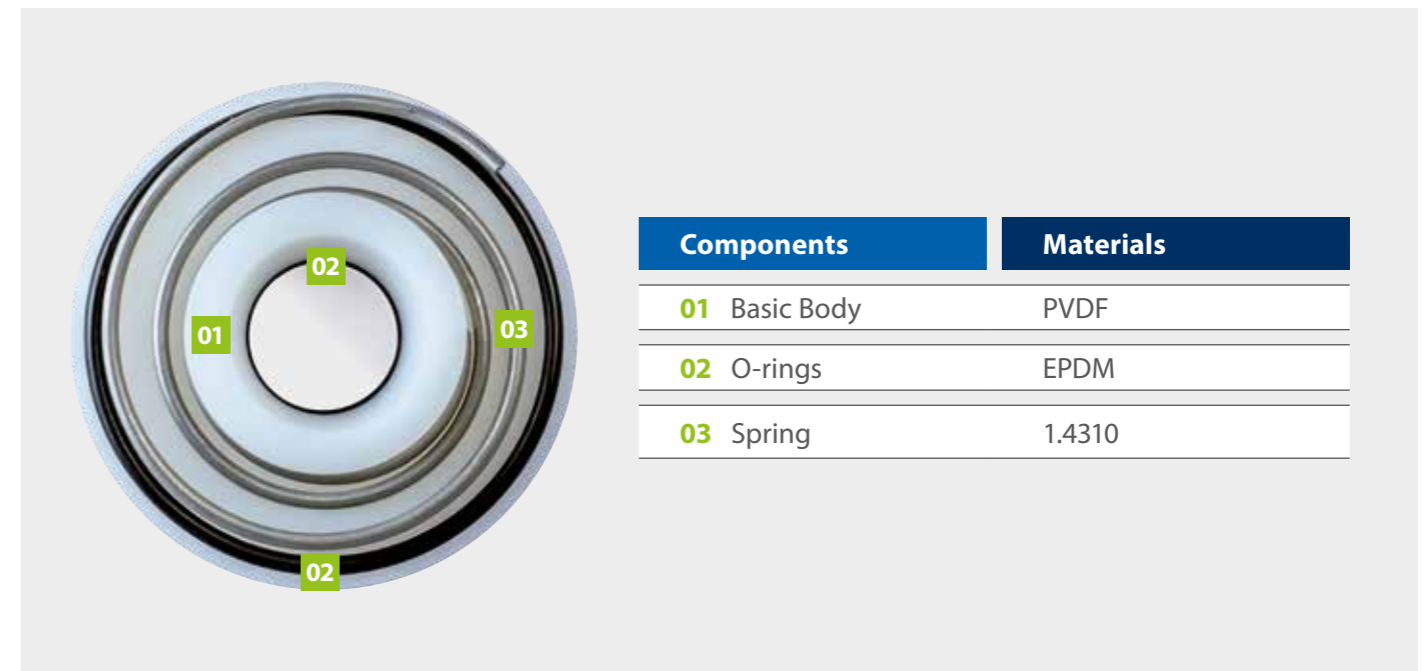 02
01
03
02
Components Materials
01 Basic Body PVDF
02 O-rings EPDM
03 Spring 1.4310